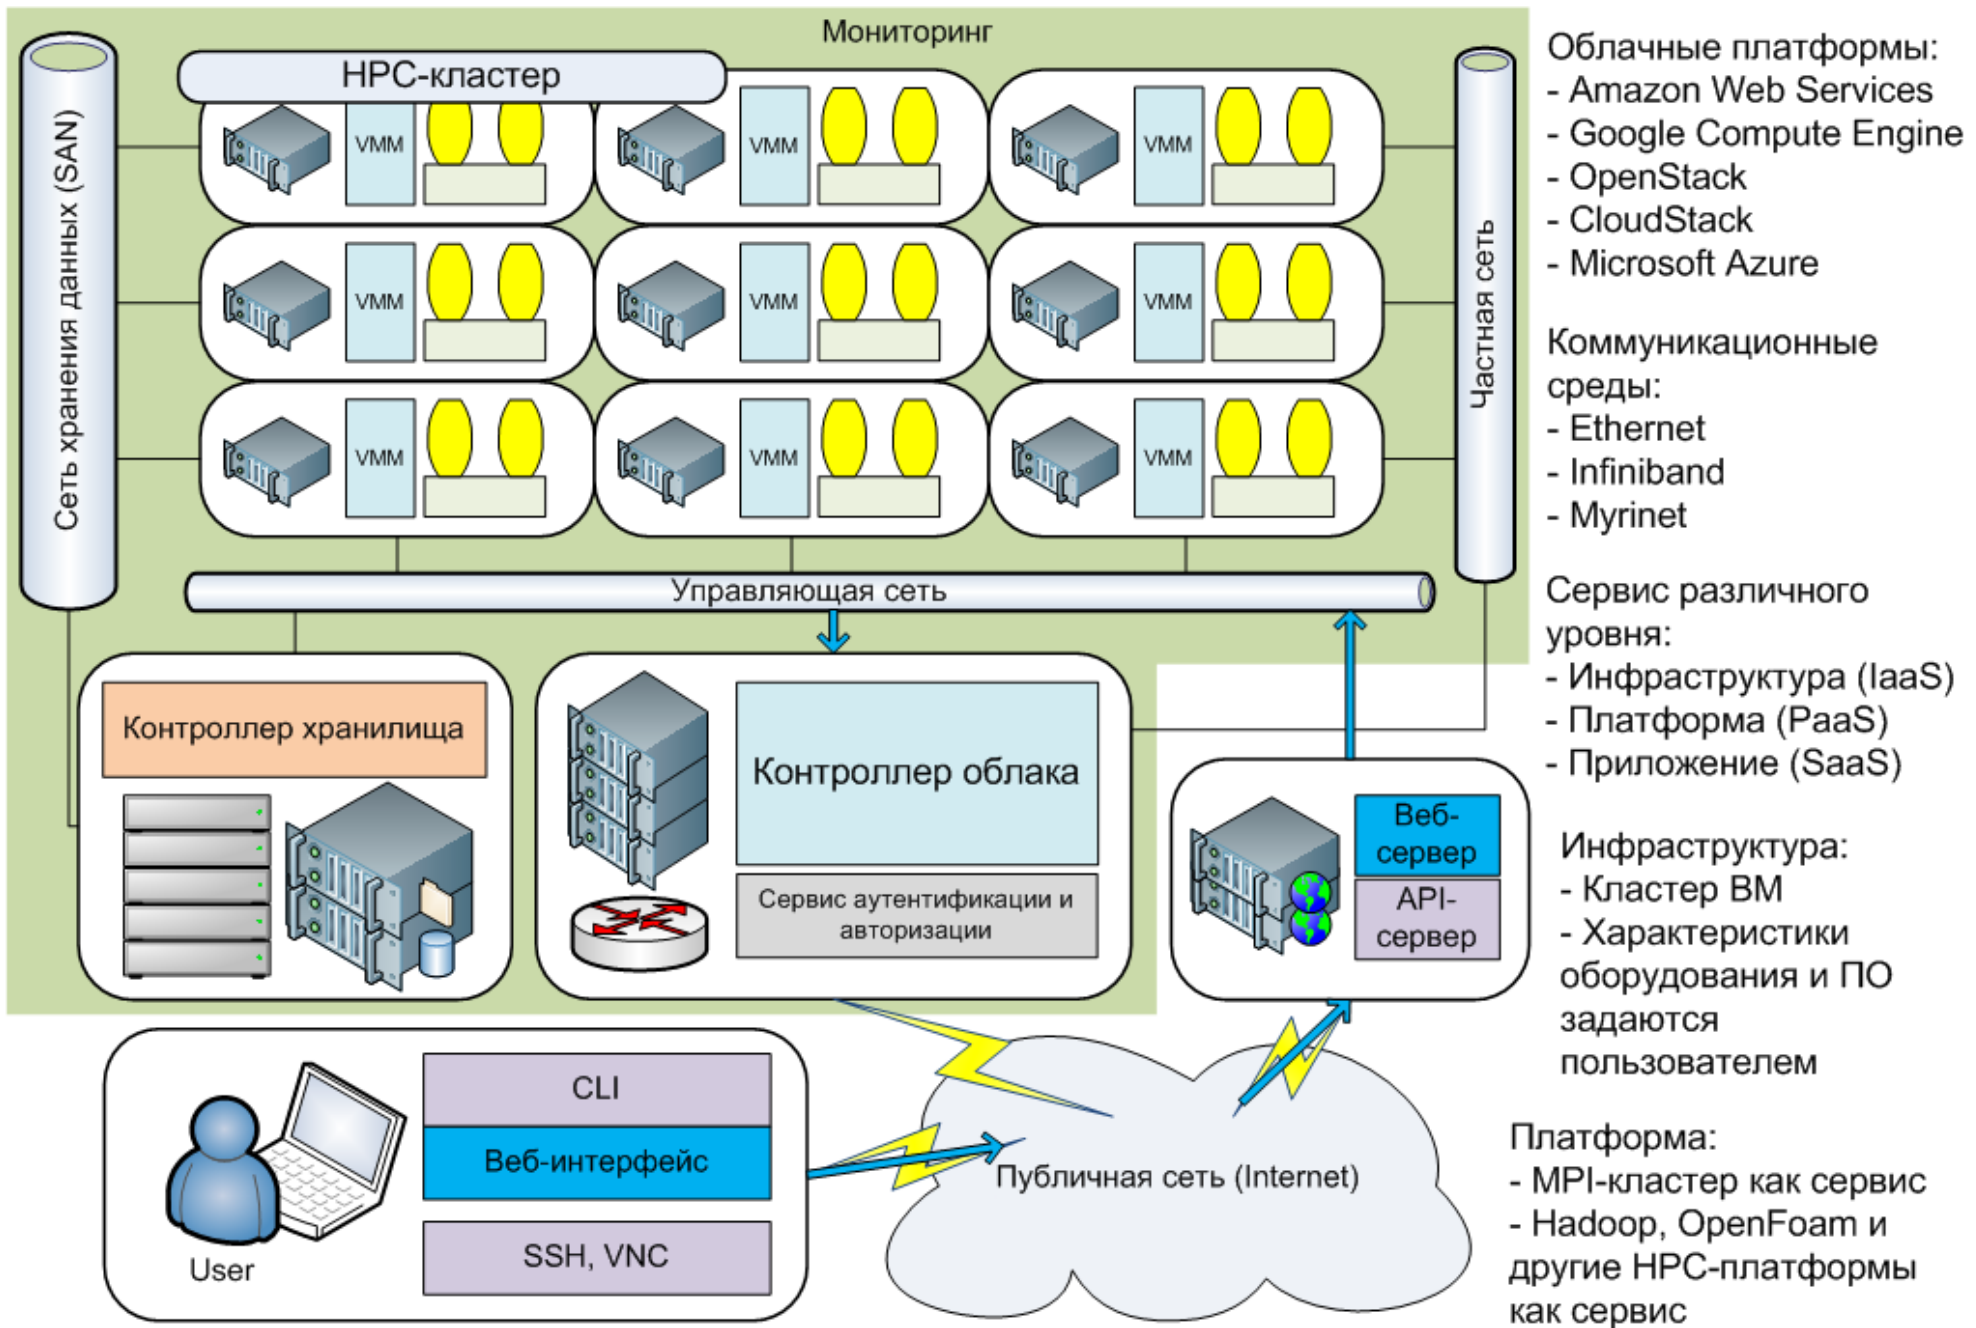 Мониторинг
HPC-кластер
Сеть хранения данных (SAN)
VMM
VMM
VMM
VMM
VMM
VMM
VMM
VMM
VMM
Частная сеть
Управляющая сеть
Контроллер хранилища
Контроллер облака
Сервис аутентификации и
авторизации
Веб-
сервер
API-
сервер
User
CLI
Веб-интерфейс
SSH, VNC
Публичная сеть (Internet)
Облачные платформы:
- Amazon Web Services
- Google Compute Engine
- OpenStack
- CloudStack
- Microsoft Azure
Коммуникационные
среды:
- Ethernet
- Infiniband
- Myrinet
Сервис различного
уровня:
- Инфраструктура (IaaS)
- Платформа (PaaS)
- Приложение (SaaS)
Инфраструктура:
- Кластер ВМ
- Характеристики
оборудования и ПО
задаются
пользователем
Платформа:
- MPI-кластер как сервис
- Hadoop, OpenFoam и
другие HPC-платформы
как сервис